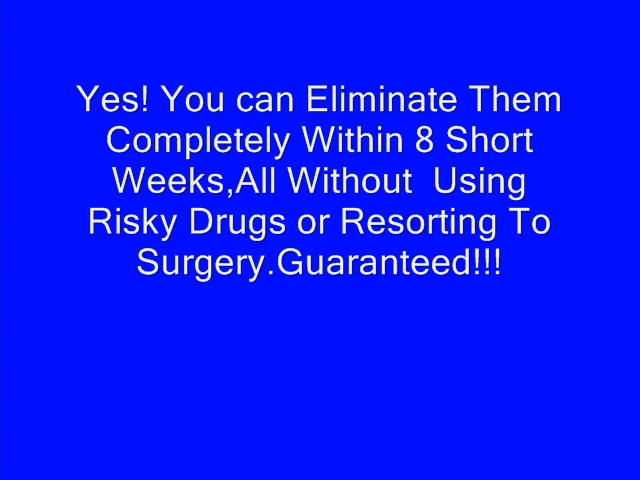 Yes! You can Eliminate Them
Completely Within 8 Short
Weeks,All Without  Using
Risky Drugs or Resorting To
Surgery.Guaranteed!!!